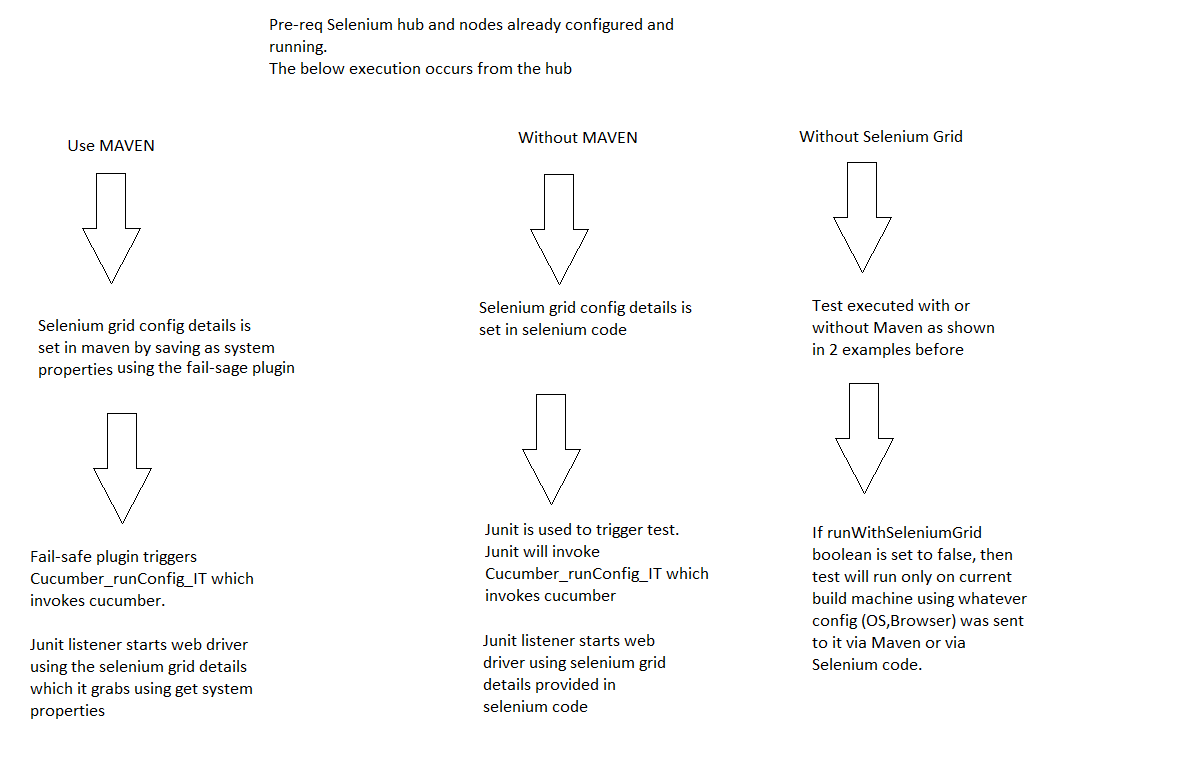 Pre-req Selenium hub and nodes already configured and
running.
The below execution occurs from the hub
Use MAVEN
Selenium grid config details is
set in maven by saving as system
properties using the fail-sage plugin
Fail-safe plugin triggers
Cucumber_runConfig_IT which
invokes cucumber.
Junit listener starts web driver
using the selenium grid details
which it grabs using get system
properties
Without MAVEN
Selenium grid config details is
set in selenium code
Junit is used to trigger test.
Junit will invoke
Cucumber_runConfig_IT which
invokes cucumber
Junit listener starts web
driver using selenium grid
details provided in
selenium code
Without Selenium Grid
Test executed with or
without Maven as shown
in 2 examples before
If runWithSeleniumGrid
boolean is set to false, then
test will run only on current
build machine using whatever
config (OS,Browser) was sent
to it via Maven or via
Selenium code.